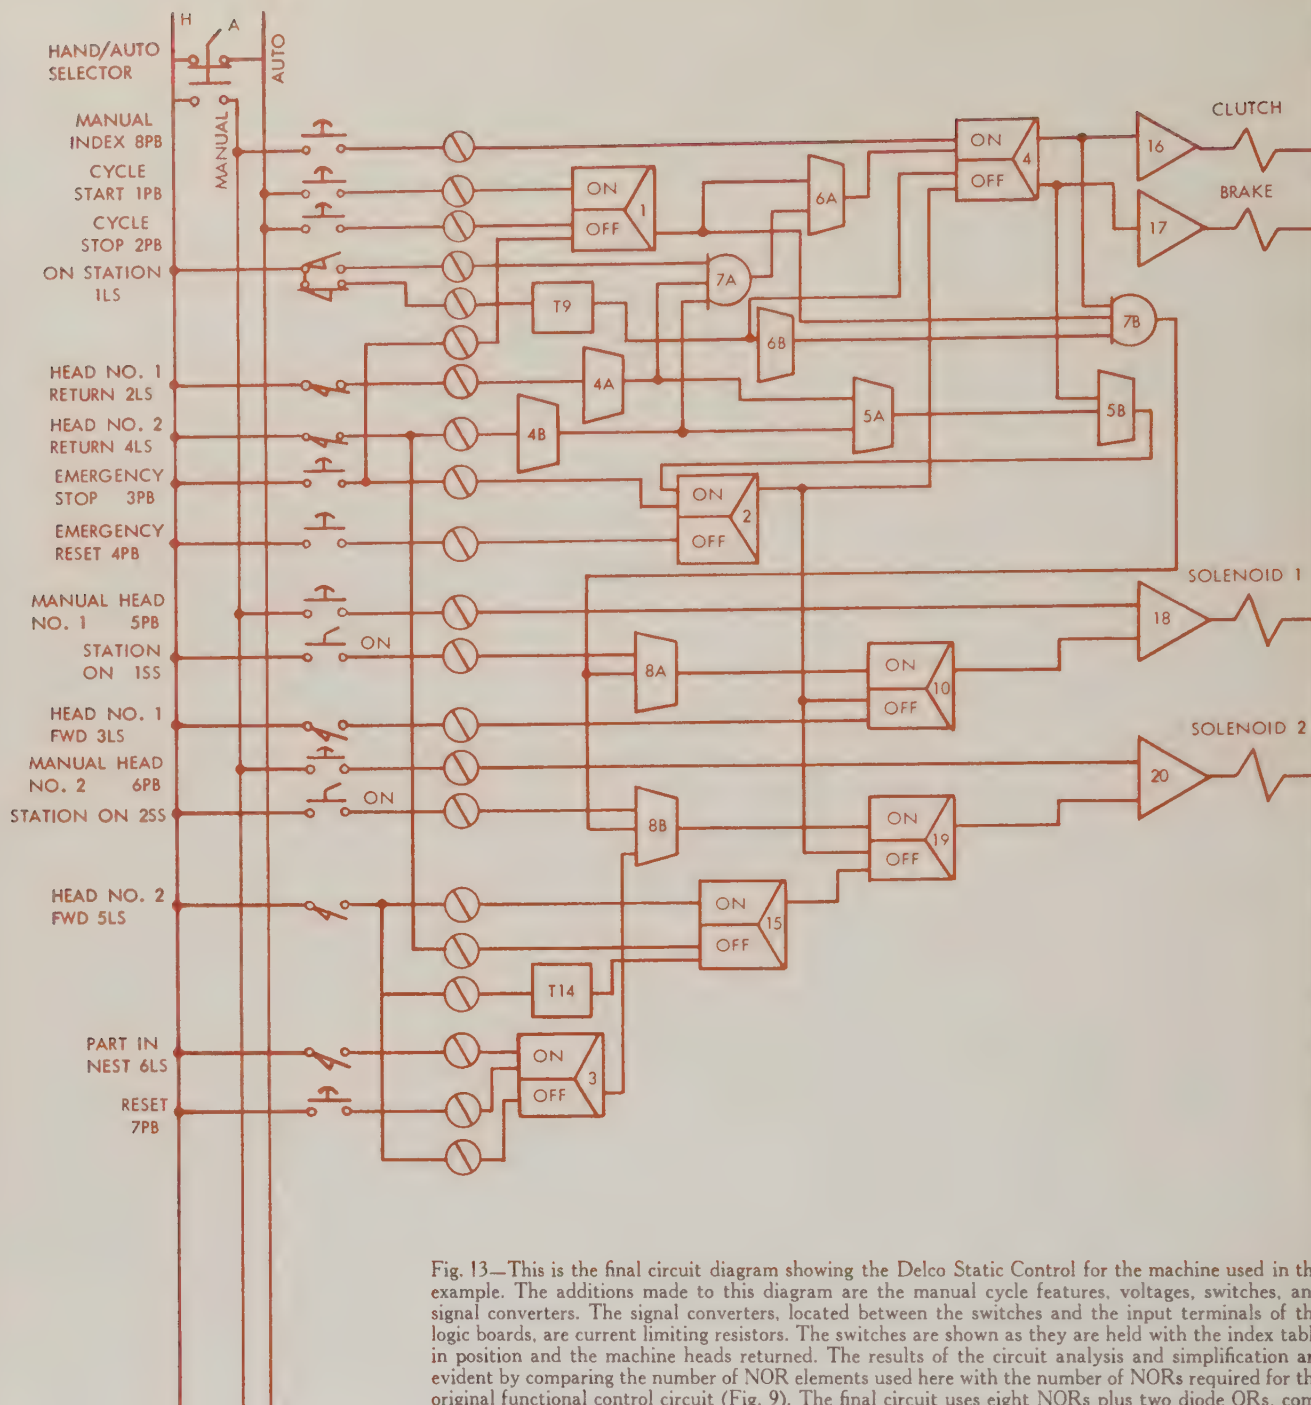 H
A
HAND/AUTO
SELECTOR
AUTO
MANUAL
INDEX 8PB
MANUAL
CYCLE
START 1PB
CYCLE
STOP 2PB
ON STATION
1LS
HEAD NO. 1
RETURN 2LS
HEAD NO. 2
RETURN 4LS
EMERGENCY
STOP 3PB
EMERGENCY
RESET 4PB
MANUAL HEAD
NO. 1 5PB
STATION
ON 1SS
ON
HEAD NO. 1
FWD 3LS
MANUAL HEAD
NO. 2 6PB
STATION ON 2SS
ON
HEAD NO. 2
FWD 5LS
PART IN
NEST 6LS
RESET
7PB
ON
OFF
1
6A
ON
OFF
4
16
CLUTCH
17
BRAKE
7A
T9
6B
7B
4A
4B
5A
5B
ON
OFF
2
SOLENOID 1
18
8A
ON
OFF
10
SOLENOID 2
20
8B
ON
OFF
19
ON
OFF
15
T14
ON
OFF
3
Fig. 13—This is the final circuit diagram showing the Delco Static Control for the machine used in th
example. The additions made to this diagram are the manual cycle features, voltages, switches, an
signal converters. The signal converters, located between the switches and the input terminals of th
logic boards, are current limiting resistors. The switches are shown as they are held with the index tabl
in position and the machine heads returned. The results of the circuit analysis and simplification ar
evident by comparing the number of NOR elements used here with the number of NORs required for th
original functional control circuit (Fig. 9). The final circuit uses eight NORs plus two diode ORs, com